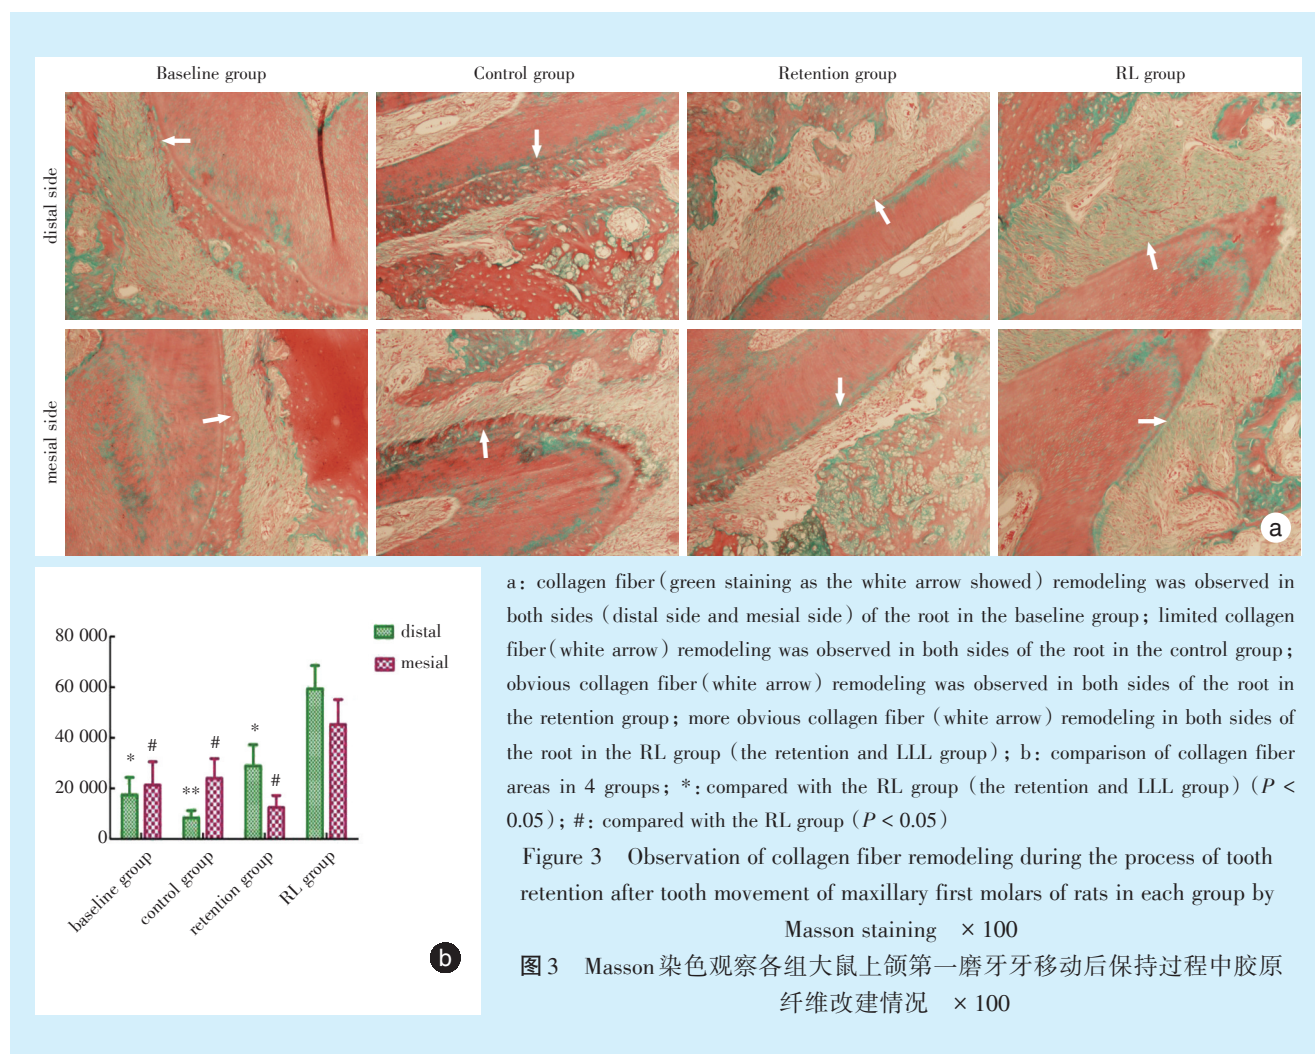 Baseline group
Control group
Retention group
RL group
distal side
mesial side
a
80 000
60 000
40 000
20 000
0
distal
mesial
*
#
**
#
*
#
baseline group
control group
retention group
RL group
b
a: collagen fiber (green staining as the white arrow showed) remodeling was observed in
both sides (distal side and mesial side) of the root in the baseline group; limited collagen
fiber (white arrow) remodeling was observed in both sides of the root in the control group;
obvious collagen fiber (white arrow) remodeling was observed in both sides of the root in
the retention group; more obvious collagen fiber (white arrow) remodeling in both sides of
the root in the RL group (the retention and LLL group); b: comparison of collagen fiber
areas in 4 groups; *: compared with the RL group (the retention and LLL group) (P <
0.05); #: compared with the RL group (P < 0.05)
Figure 3 Observation of collagen fiber remodeling during the process of tooth
retention after tooth movement of maxillary first molars of rats in each group by
Masson staining × 100
图3 Masson染色观察各组大鼠上颌第一磨牙牙移动后保持过程中胶原
纤维改建情况 × 100